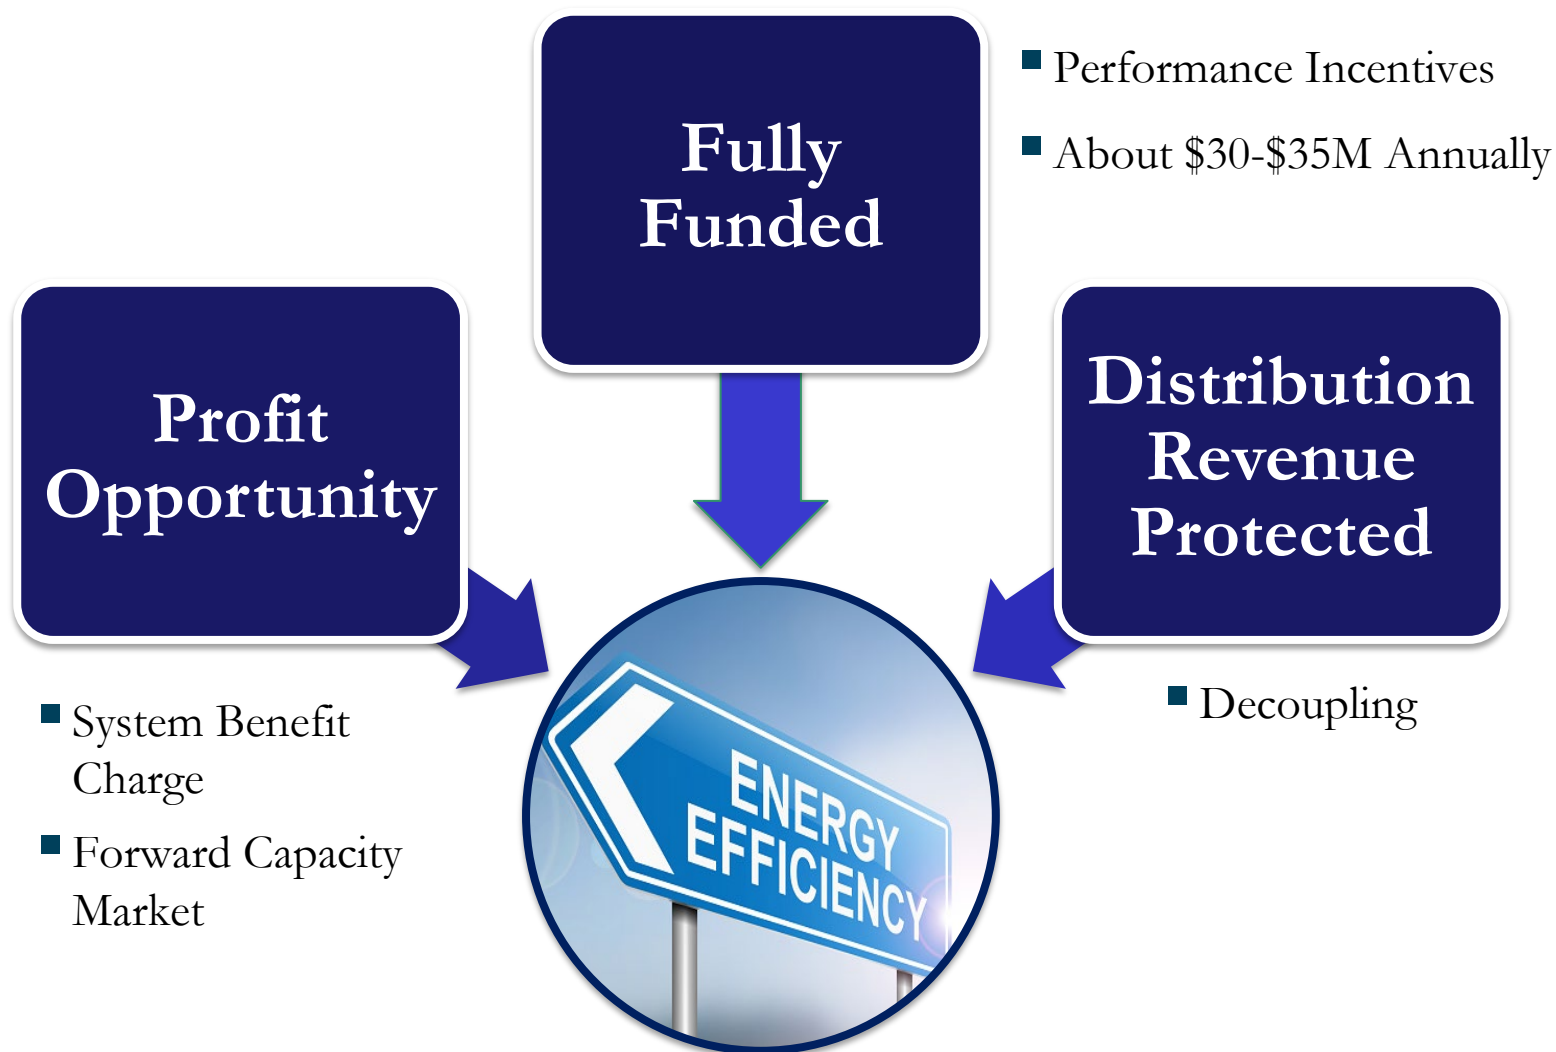 Fully
Funded
■ Performance Incentives
■ About $30-$35M Annually
Profit
Opportunity
■ System Benefit
Charge
■ Forward Capacity
Market
Distribution
Revenue
Protected
■ Decoupling
ENERGY
EFFICIENCY